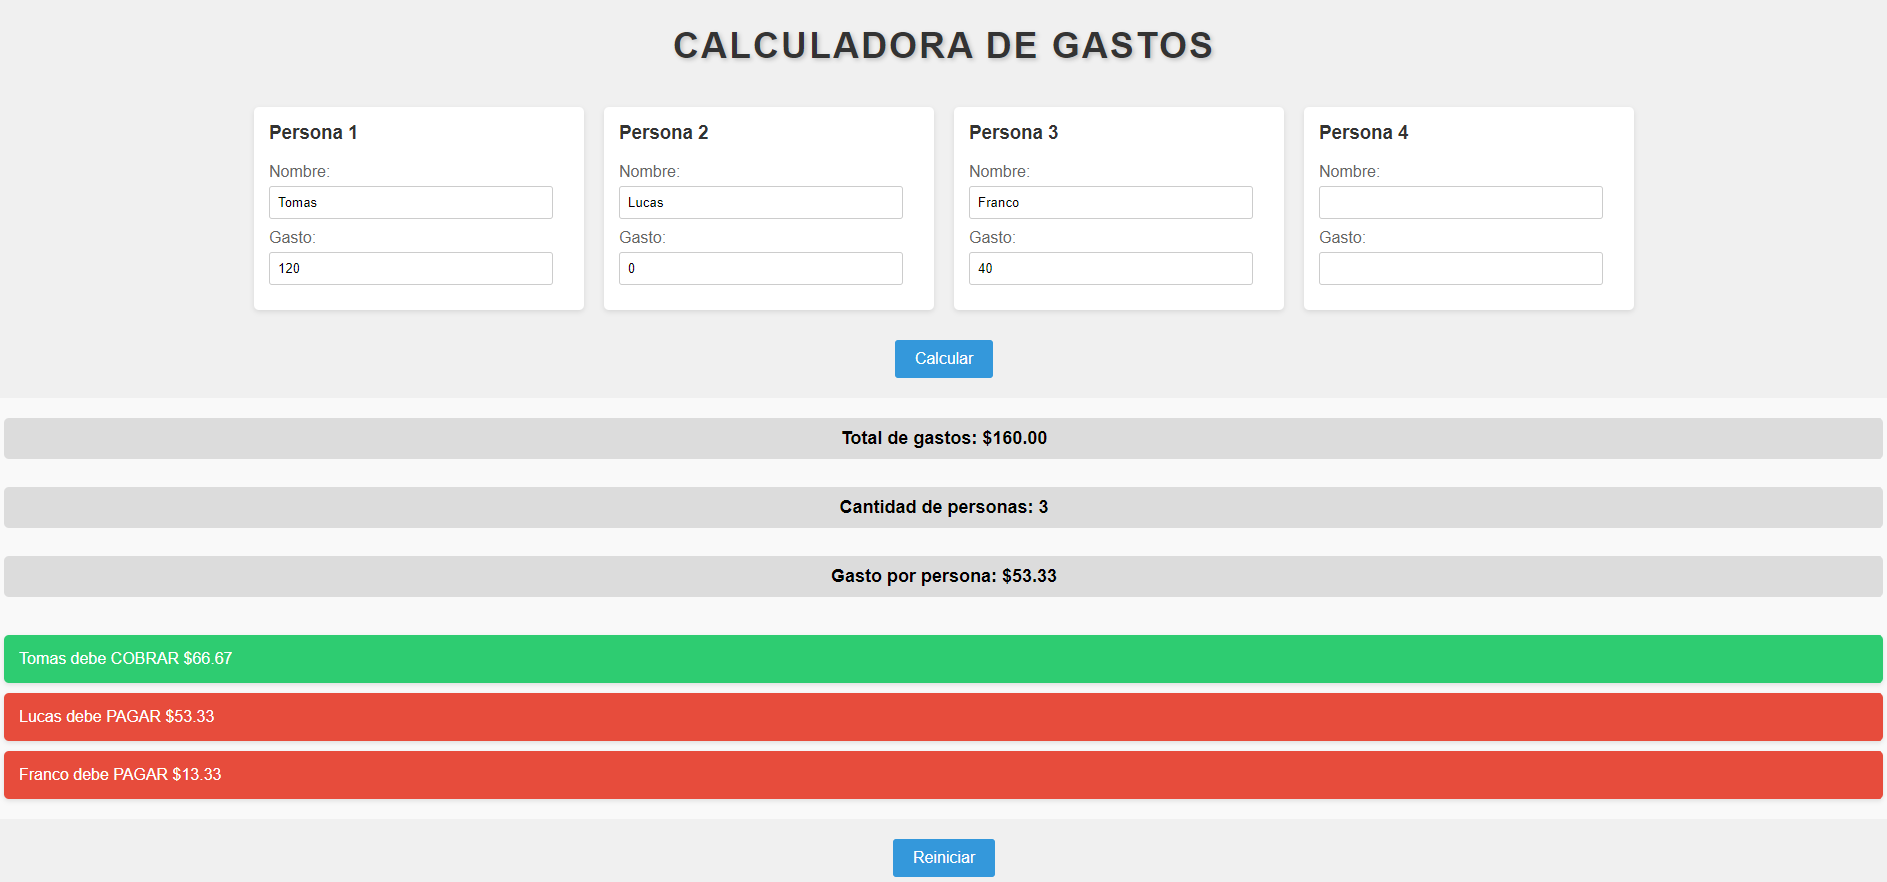 CALCULADORA DE GASTOS
Persona 1
Nombre:
Tomas
Gasto:
120
Persona 2
Nombre:
Lucas
Gasto:
0
Persona 3
Nombre:
Franco
Gasto:
40
Persona 4
Nombre:
Gasto:
Calcular
Total de gastos: $160.00
Cantidad de personas: 3
Gasto por persona: $53.33
Tomas debe COBRAR $66.67
Lucas debe PAGAR $53.33
Franco debe PAGAR $13.33
Reiniciar